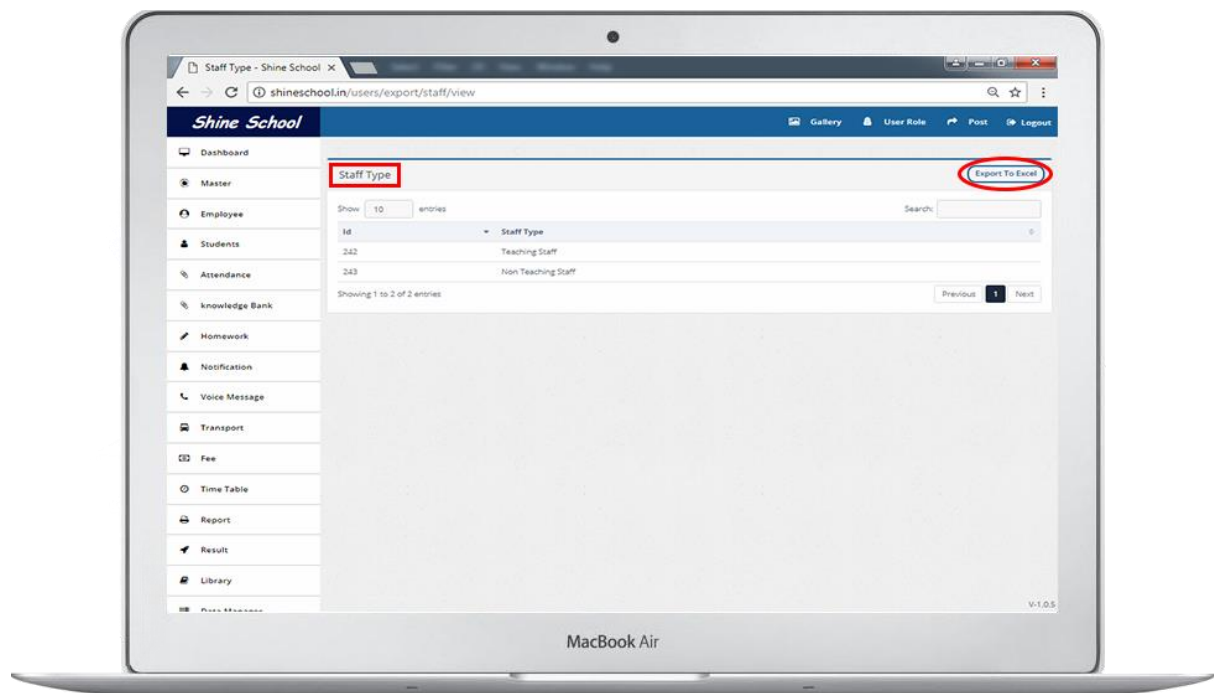 Staff Type - Shine School
shineschool.in/users/export/staff/view
Shine School
Gallery User Role Post Logout
Dashboard
Master
Employee
Students
Attendance
knowledge Bank
Homework
Notification
Voice Message
Transport
Fee
Time Table
Report
Result
Library
Staff Type Export To Excel
Show 10 entries Search:
Id Staff Type
242 Teaching Staff
243 Non Teaching Staff
Showing 1 to 2 of 2 entries Previous 1 Next
V-1.0.5
MacBook Air